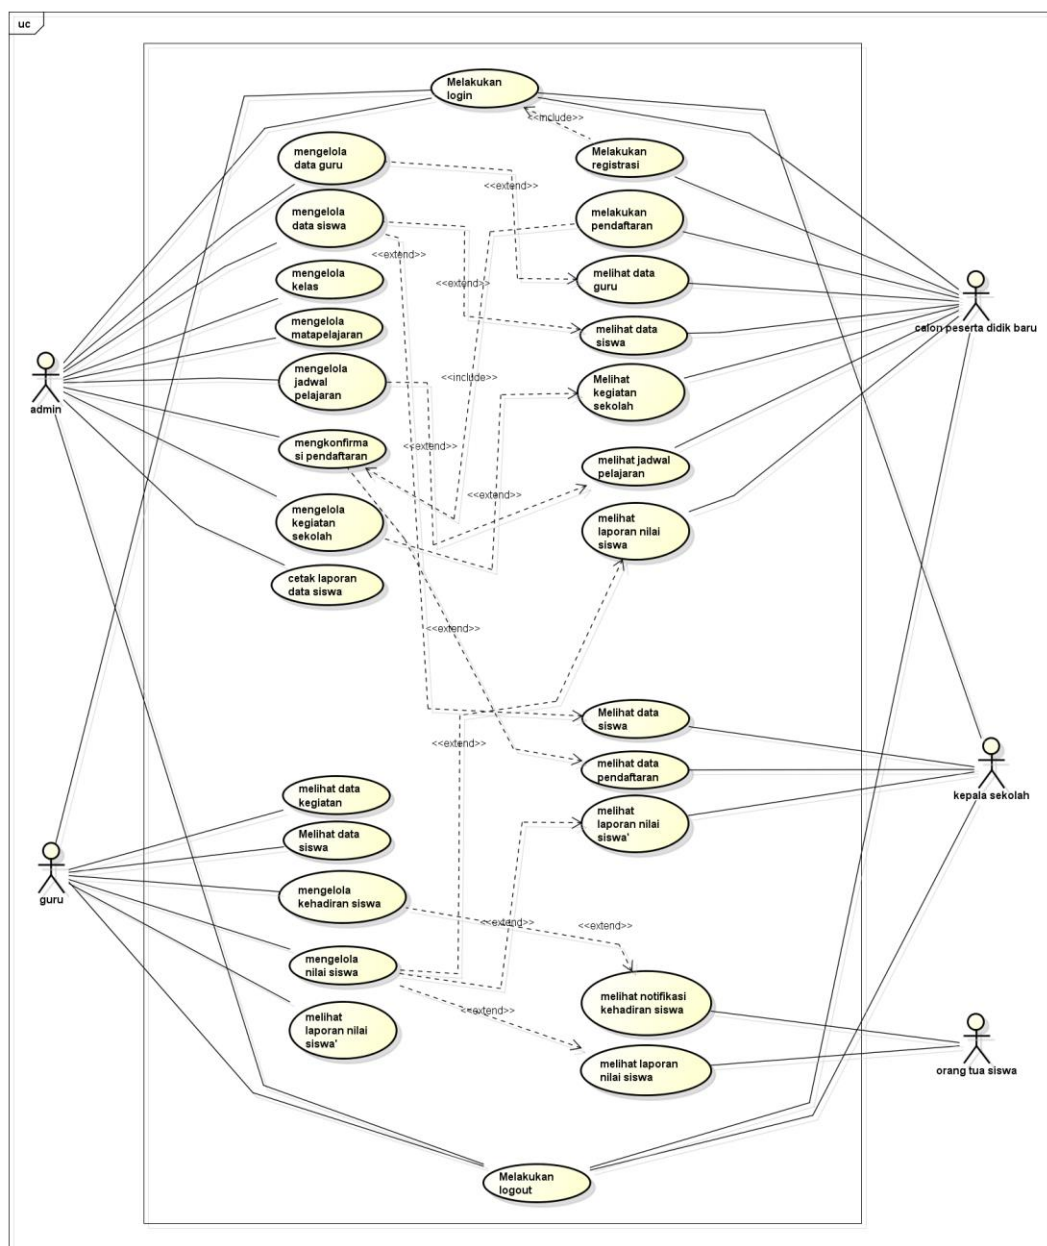 uc
Melakukan
login
<<include>>
mengelola
data guru
Melakukan
registrasi
<<extend>>
mengelola
data siswa
melakukan
pendaftaran
<<extend>>
mengelola
kelas
<<extend>>
melihat data
guru
calon peserta didik baru
mengelola
matapelajaran
melihat data
siswa
mengelola
jadwal
pelajaran
<<include>>
Melihat
kegiatan
sekolah
admin
mengkonfirma
si pendaftaran
<<extend>>
melihat jadwal
pelajaran
<<extend>>
mengelola
kegiatan
sekolah
melihat
laporan nilai
siswa
cetak laporan
data siswa
<<extend>>
Melihat data
siswa
<<extend>>
melihat data
pendaftaran
kepala sekolah
melihat data
kegiatan
melihat
laporan nilai
siswa'
Melihat data
siswa
guru
mengelola
kehadiran siswa
<<extend>>
<<extend>>
mengelola
nilai siswa
melihat notifikasi
kehadiran siswa
<<extend>>
melihat
laporan nilai
siswa'
melihat laporan
nilai siswa
orang tua siswa
Melakukan
logout